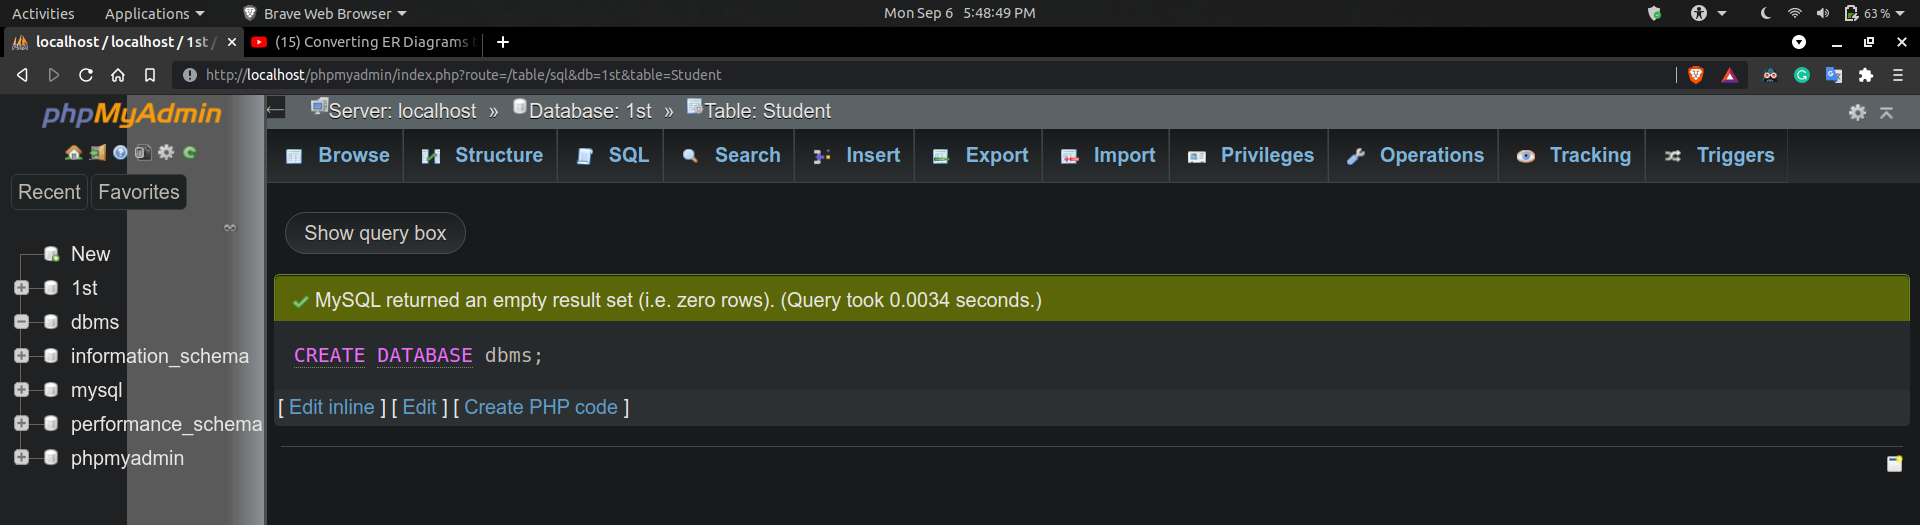 Activities Applications Brave Web Browser Mon Sep 6 5:48:49 PM 63 %
localhost / localhost / 1st / (15) Converting ER Diagrams t
http://localhost/phpmyadmin/index.php?route=/table/sql&db=1st&table=Student
phpMyAdmin
Recent Favorites
New
1st
dbms
information_schema
mysql
performance_schema
phpmyadmin
Server: localhost » Database: 1st » Table: Student
Browse Structure SQL Search Insert Export Import Privileges Operations Tracking Triggers
Show query box
MySQL returned an empty result set (i.e. zero rows). (Query took 0.0034 seconds.)
CREATE DATABASE dbms;
[ Edit inline ] [ Edit ] [ Create PHP code ]